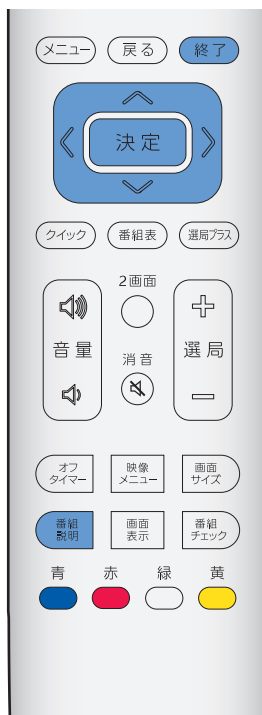 メニュー 戻る 終了
決定
クイック 番組表 選局プラス
2画面
音量 選局
消音
オフ
タイマー
映像
メニュー
画面
サイズ
番組
説明
画面
表示
番組
チェック
青 赤 緑 黄